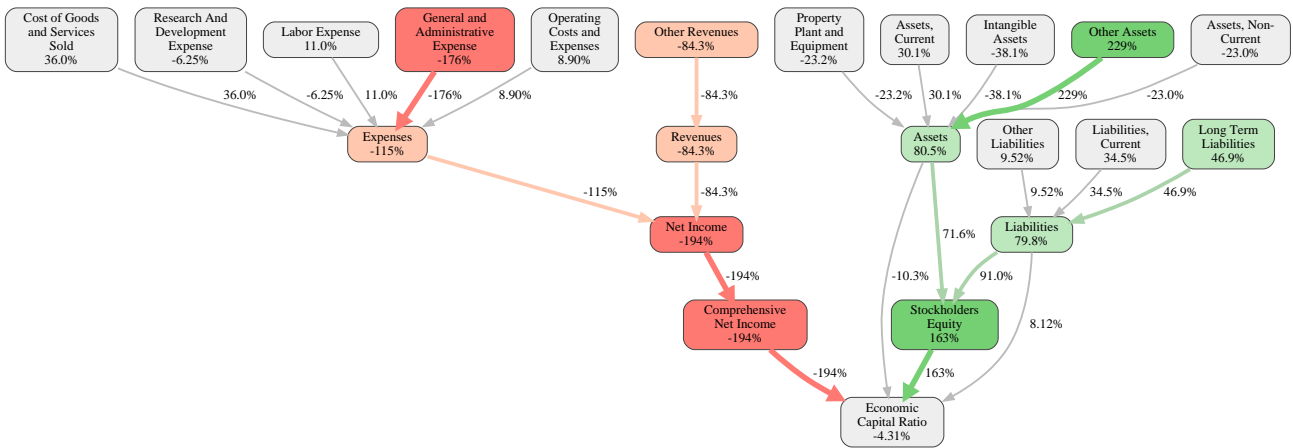 Cost of Goods
and Services
Sold
36.0%
Research And
Development
Expense
-6.25%
Labor Expense
11.0%
General and
Administrative
Expense
-176%
Operating
Costs and
Expenses
8.90%
Other Revenues
-84.3%
Property
Plant and
Equipment
-23.2%
Assets,
Current
30.1%
Intangible
Assets
-38.1%
Other Assets
229%
Assets, Non-
Current
-23.0%
36.0%
-6.25%
11.0%
-176%
8.90%
-84.3%
-23.2%
30.1%
-38.1%
229%
-23.0%
Expenses
-115%
Revenues
-84.3%
Assets
80.5%
Other
Liabilities
9.52%
Liabilities,
Current
34.5%
Long Term
Liabilities
46.9%
-115%
-84.3%
9.52%
34.5%
46.9%
Net Income
-194%
71.6%
Liabilities
79.8%
-194%
-10.3%
91.0%
Comprehensive
Net Income
-194%
Stockholders
Equity
163%
8.12%
-194%
163%
Economic
Capital Ratio
-4.31%